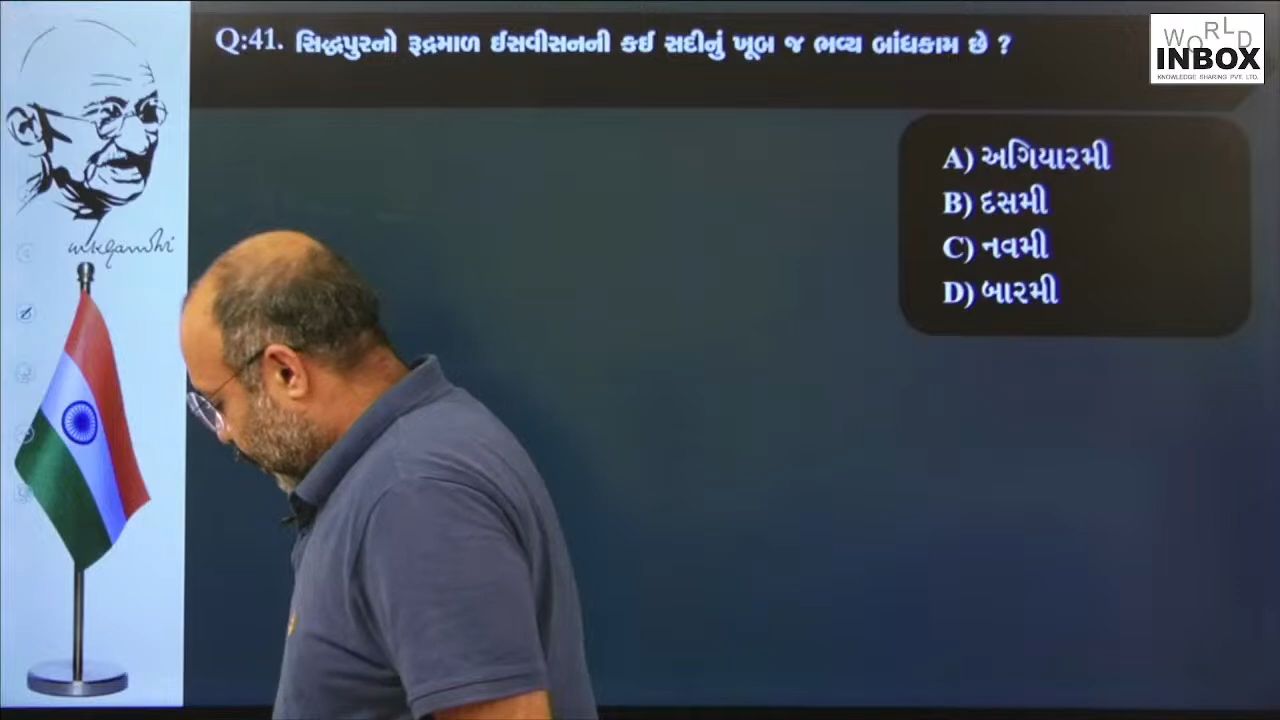 Q:41. સિદ્ધપુરનો રૂદ્રમાળ ઈસવીસનની કઈ સદીનું ખૂબ જ ભવ્ય બાંધકામ છે ?
WORLD
INBOX
KNOWLEDGE SHARING PVT. LTD.
A) અગિયારમી
B) દસમી
C) નવમી
D) બારમી
mkgandhi